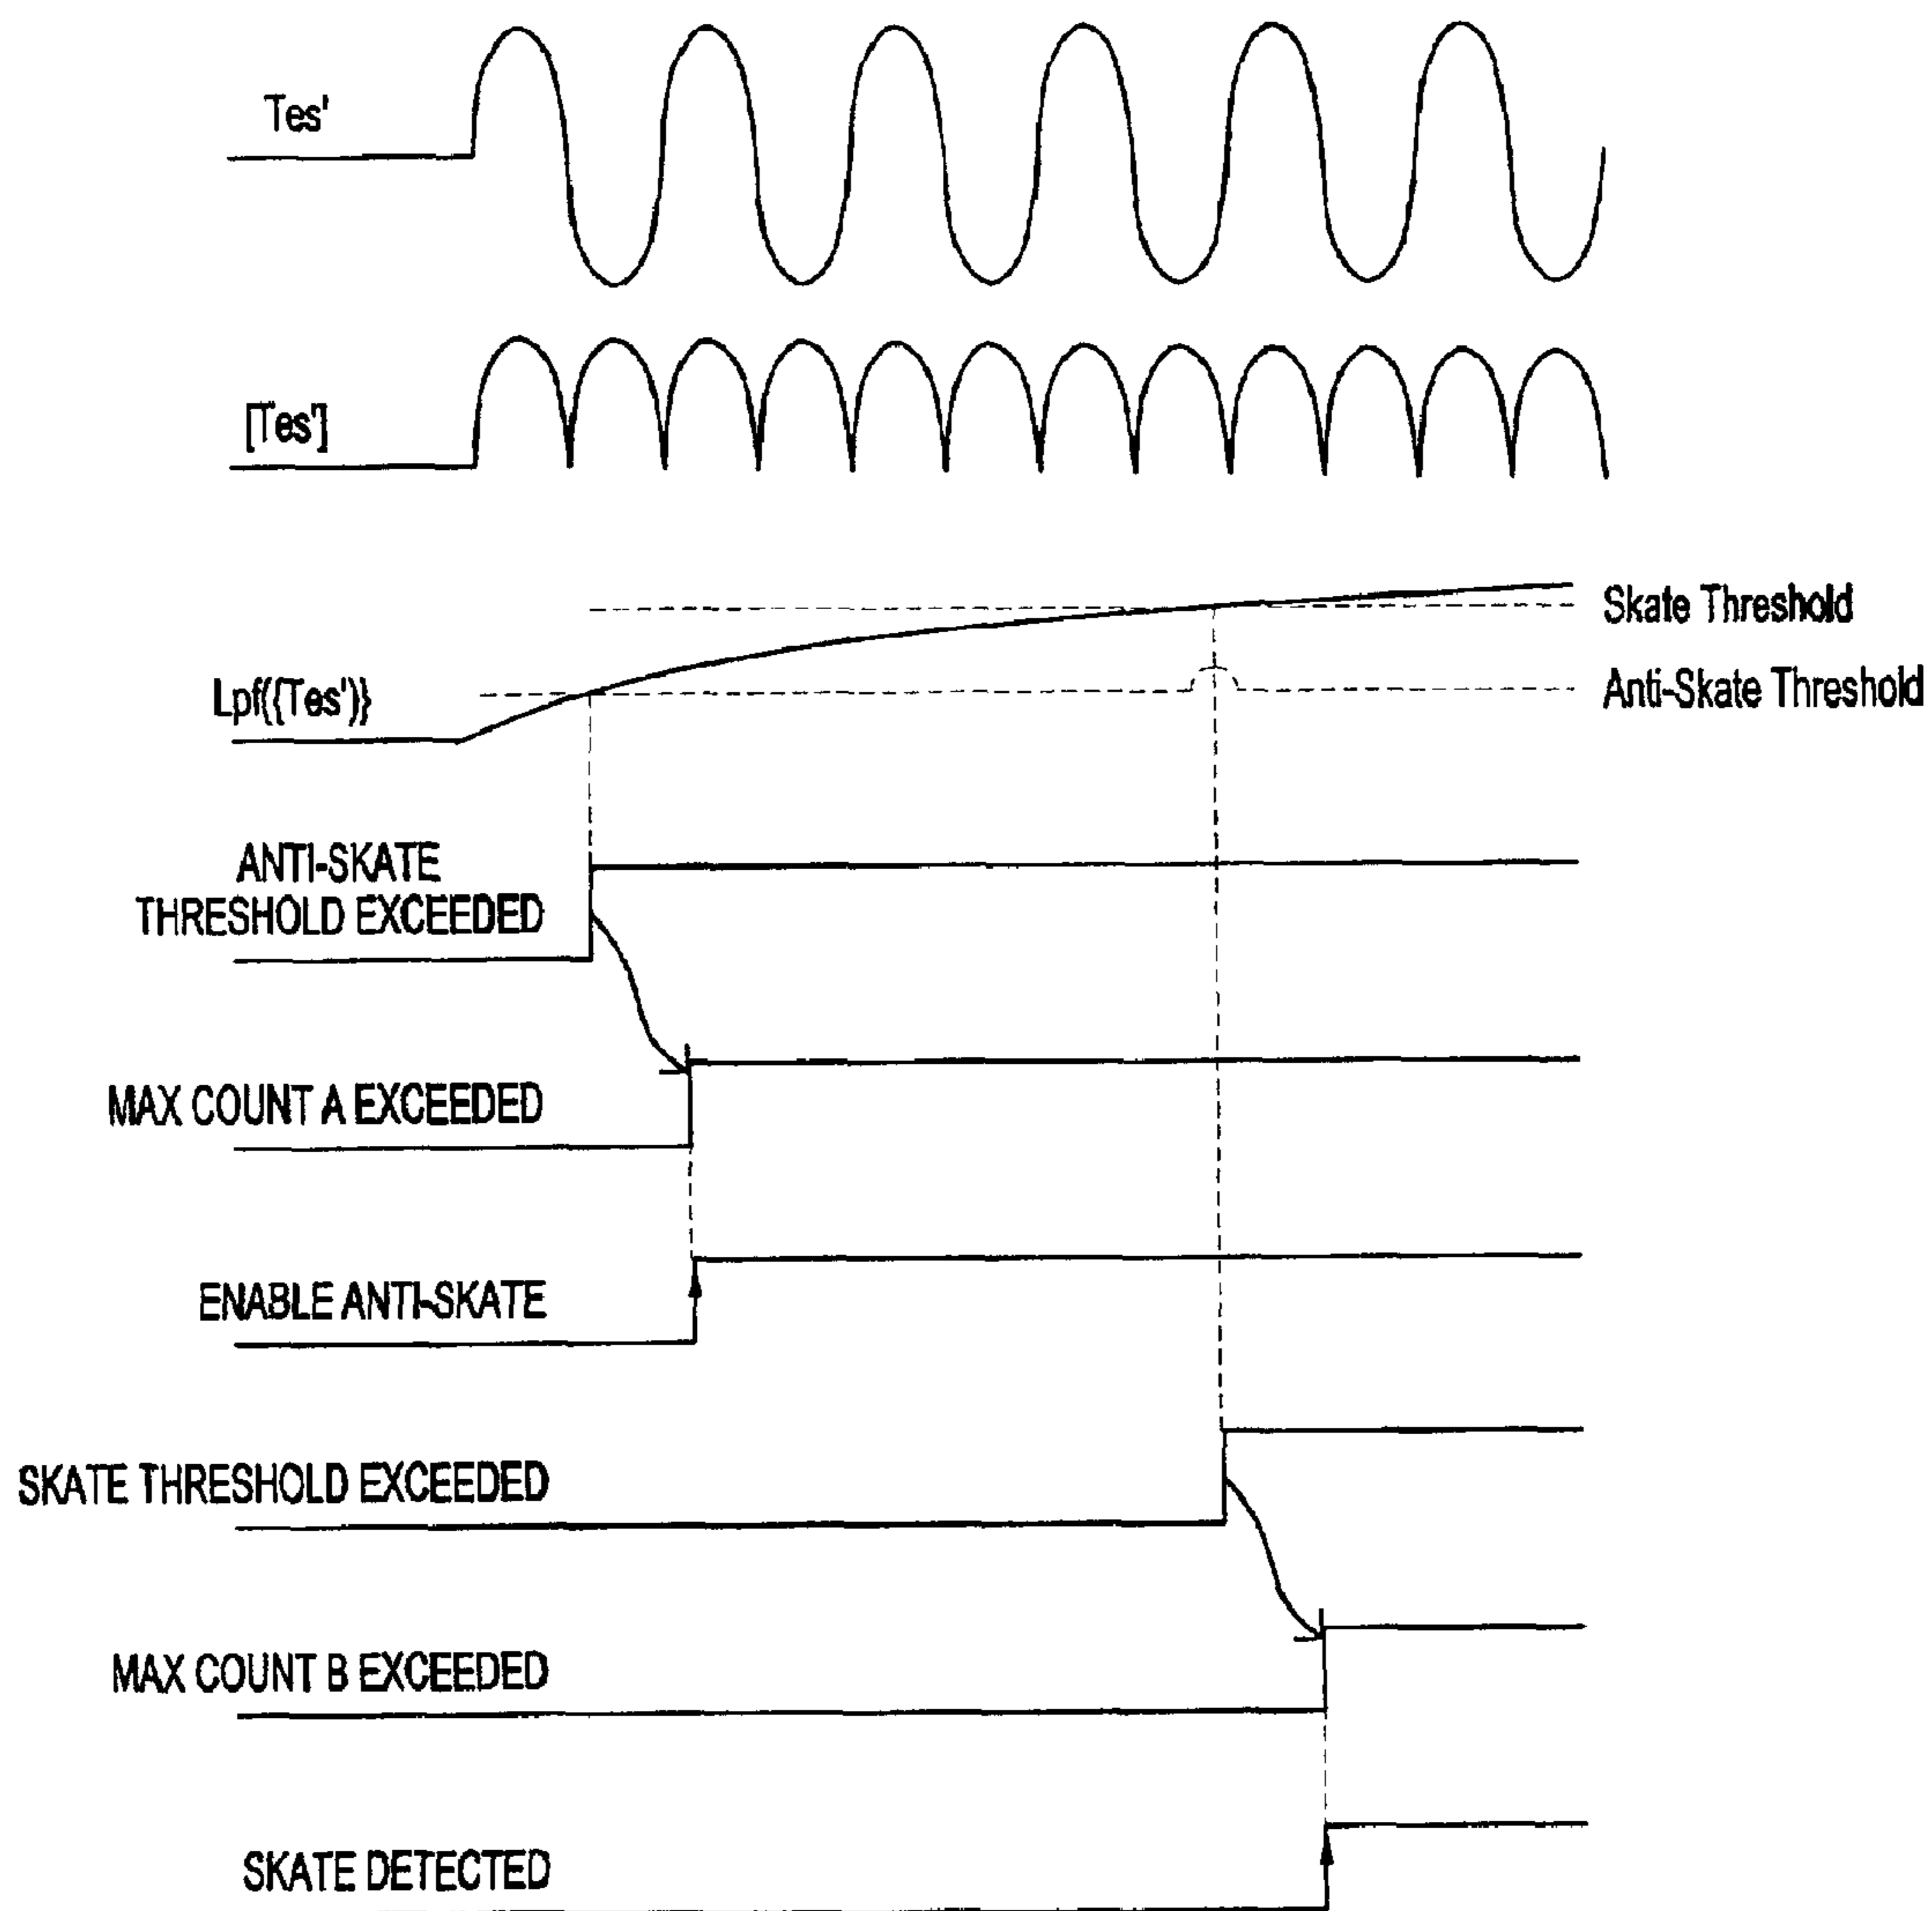 Tes'
[Tes']
Skate Threshold
Lpf({Tes')}
Anti-Skate Threshold
ANTI-SKATE
THRESHOLD EXCEEDED
MAX COUNT A EXCEEDED
ENABLE ANTI-SKATE
SKATE THRESHOLD EXCEEDED
MAX COUNT B EXCEEDED
SKATE DETECTED